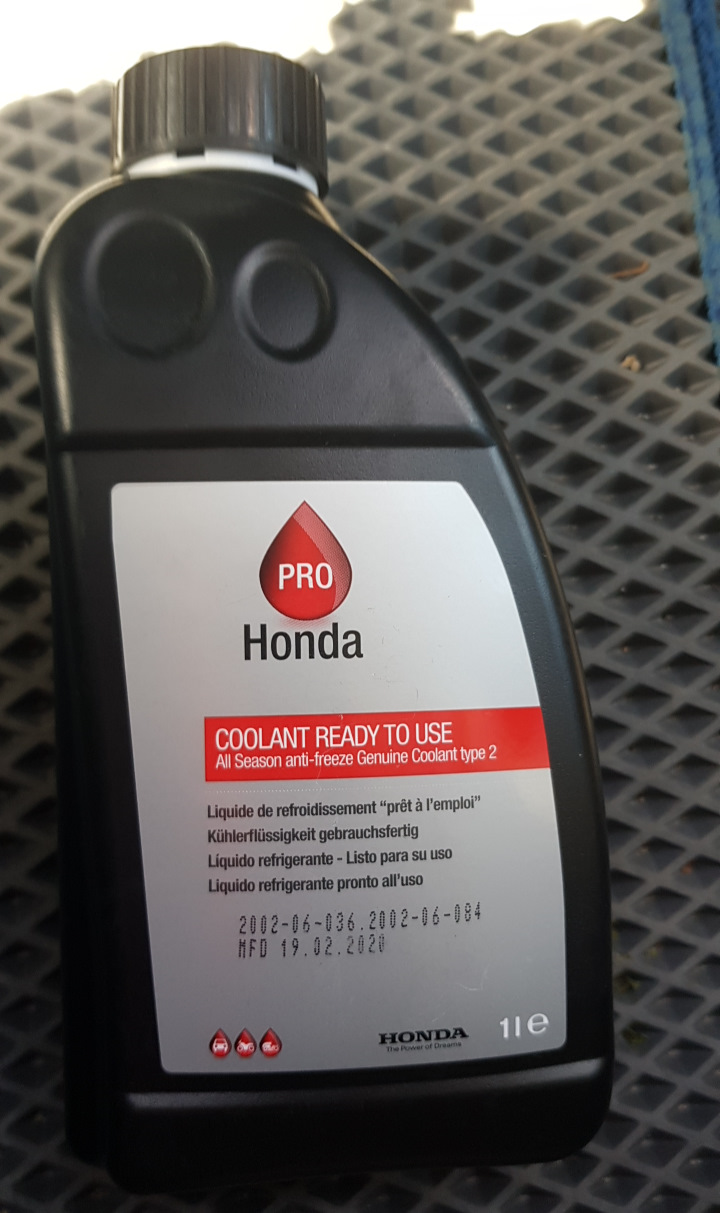 PRO
Honda
COOLANT READY TO USE
All Season anti-freeze Genuine Coolant type 2
Liquide de refroidissement “prêt à l’emploi”
Kühlerflüssigkeit gebrauchsfertig
Líquido refrigerante - Listo para su uso
Liquido refrigerante pronto all’uso
2002-06-036.2002-06-084
MFD 19.02.2020
HONDA
The Power of Dreams
1l e